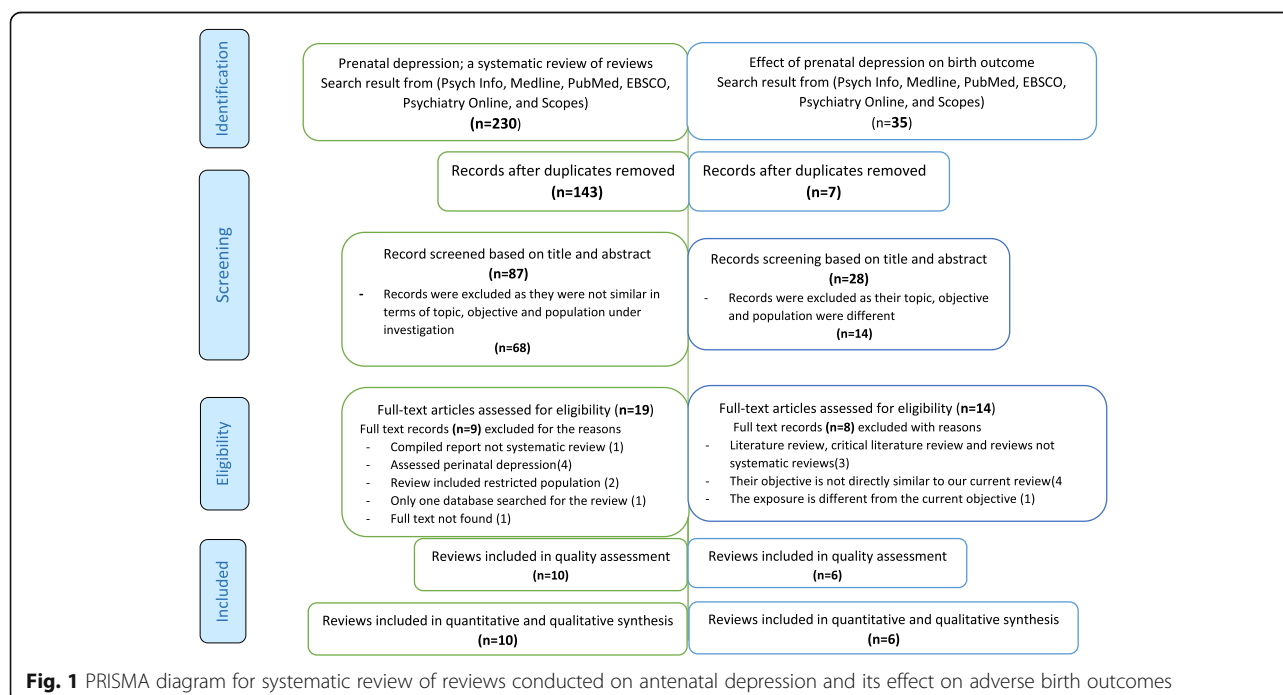 Identification
Prenatal depression; a systematic review of reviews
Search result from (Psych Info, Medline, PubMed, EBSCO,
Psychiatry Online, and Scopes)
(n=230)
Effect of prenatal depression on birth outcome
Search result from (Psych Info, Medline, PubMed, EBSCO,
Psychiatry Online, and Scopes)
(n=35)
Screening
Records after duplicates removed
(n=143)
Records after duplicates removed
(n=7)
Record screened based on title and abstract
(n=87)
- Records were excluded as they were not similar in
terms of topic, objective and population under
investigation
(n=68)
Records screening based on title and abstract
(n=28)
- Records were excluded as their topic, objective
and population were different
(n=14)
Eligibility
Full-text articles assessed for eligibility (n=19)
Full text records (n=9) excluded for the reasons
- Compiled report not systematic review (1)
- Assessed perinatal depression(4)
- Review included restricted population (2)
- Only one database searched for the review (1)
- Full text not found (1)
Full-text articles assessed for eligibility (n=14)
Full text records (n=8) excluded with reasons
- Literature review, critical literature review and reviews not
systematic reviews(3)
- Their objective is not directly similar to our current review(4
- The exposure is different from the current objective (1)
Included
Reviews included in quality assessment
(n=10)
Reviews included in quality assessment
(n=6)
Reviews included in quantitative and qualitative synthesis
(n=10)
Reviews included in quantitative and qualitative synthesis
(n=6)
Fig. 1 PRISMA diagram for systematic review of reviews conducted on antenatal depression and its effect on adverse birth outcomes